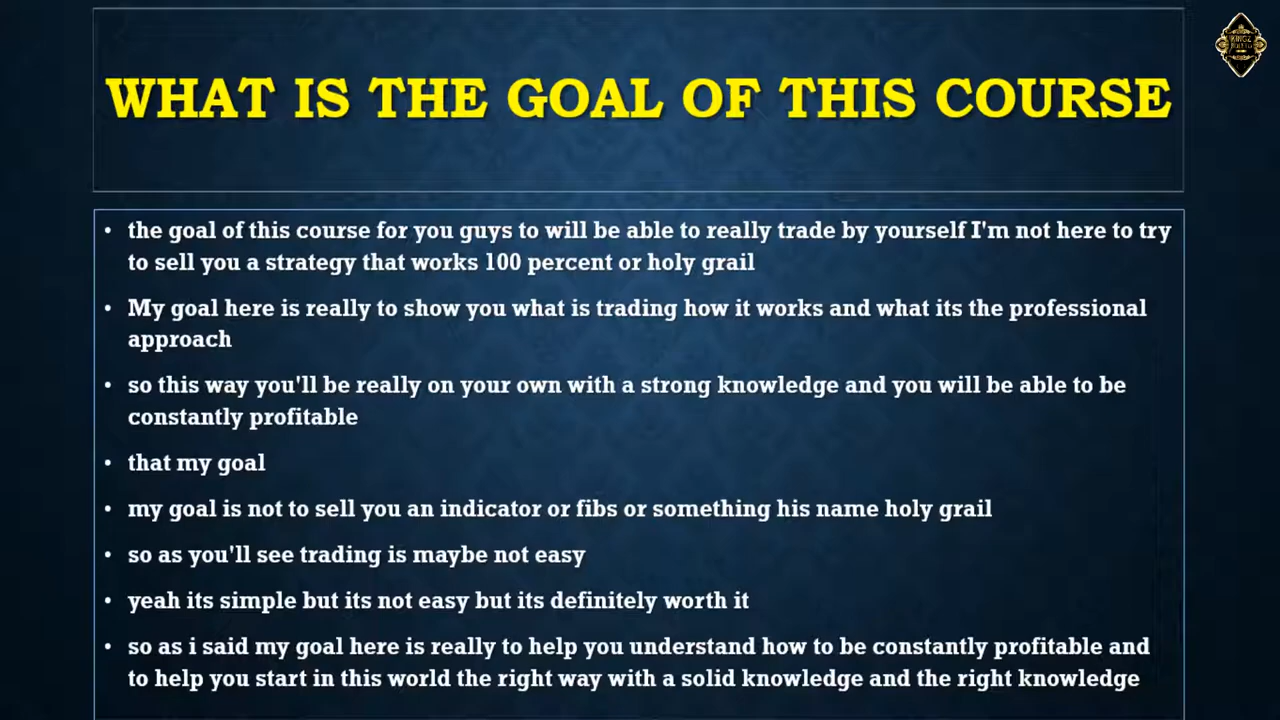 WHAT IS THE GOAL OF THIS COURSE
• the goal of this course for you guys to will be able to really trade by yourself I'm not here to try
to sell you a strategy that works 100 percent or holy grail
• My goal here is really to show you what is trading how it works and what its the professional
approach
• so this way you'll be really on your own with a strong knowledge and you will be able to be
constantly profitable
• that my goal
• my goal is not to sell you an indicator or fibs or something his name holy grail
• so as you'll see trading is maybe not easy
• yeah its simple but its not easy but its definitely worth it
• so as i said my goal here is really to help you understand how to be constantly profitable and
to help you start in this world the right way with a solid knowledge and the right knowledge